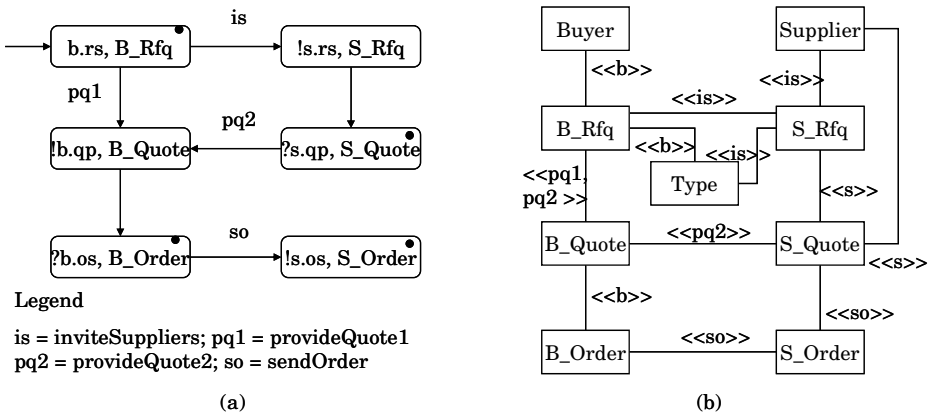 is
b.rs, B_Rfq
!s.rs, S_Rfq
pq1
pq2
!b.qp, B_Quote
?s.qp, S_Quote
so
?b.os, B_Order
!s.os, S_Order
Legend
is = inviteSuppliers; pq1 = provideQuote1
pq2 = provideQuote2; so = sendOrder
(a)
Buyer
Supplier
<<b>>
<<is>>
<<is>>
B_Rfq
S_Rfq
<<b>>
<<is>>
Type
<<pq1,
pq2 >>
<<s>>
B_Quote
<<pq2>>
S_Quote
<<s>>
<<b>>
<<so>>
B_Order
<<so>>
S_Order
(b)